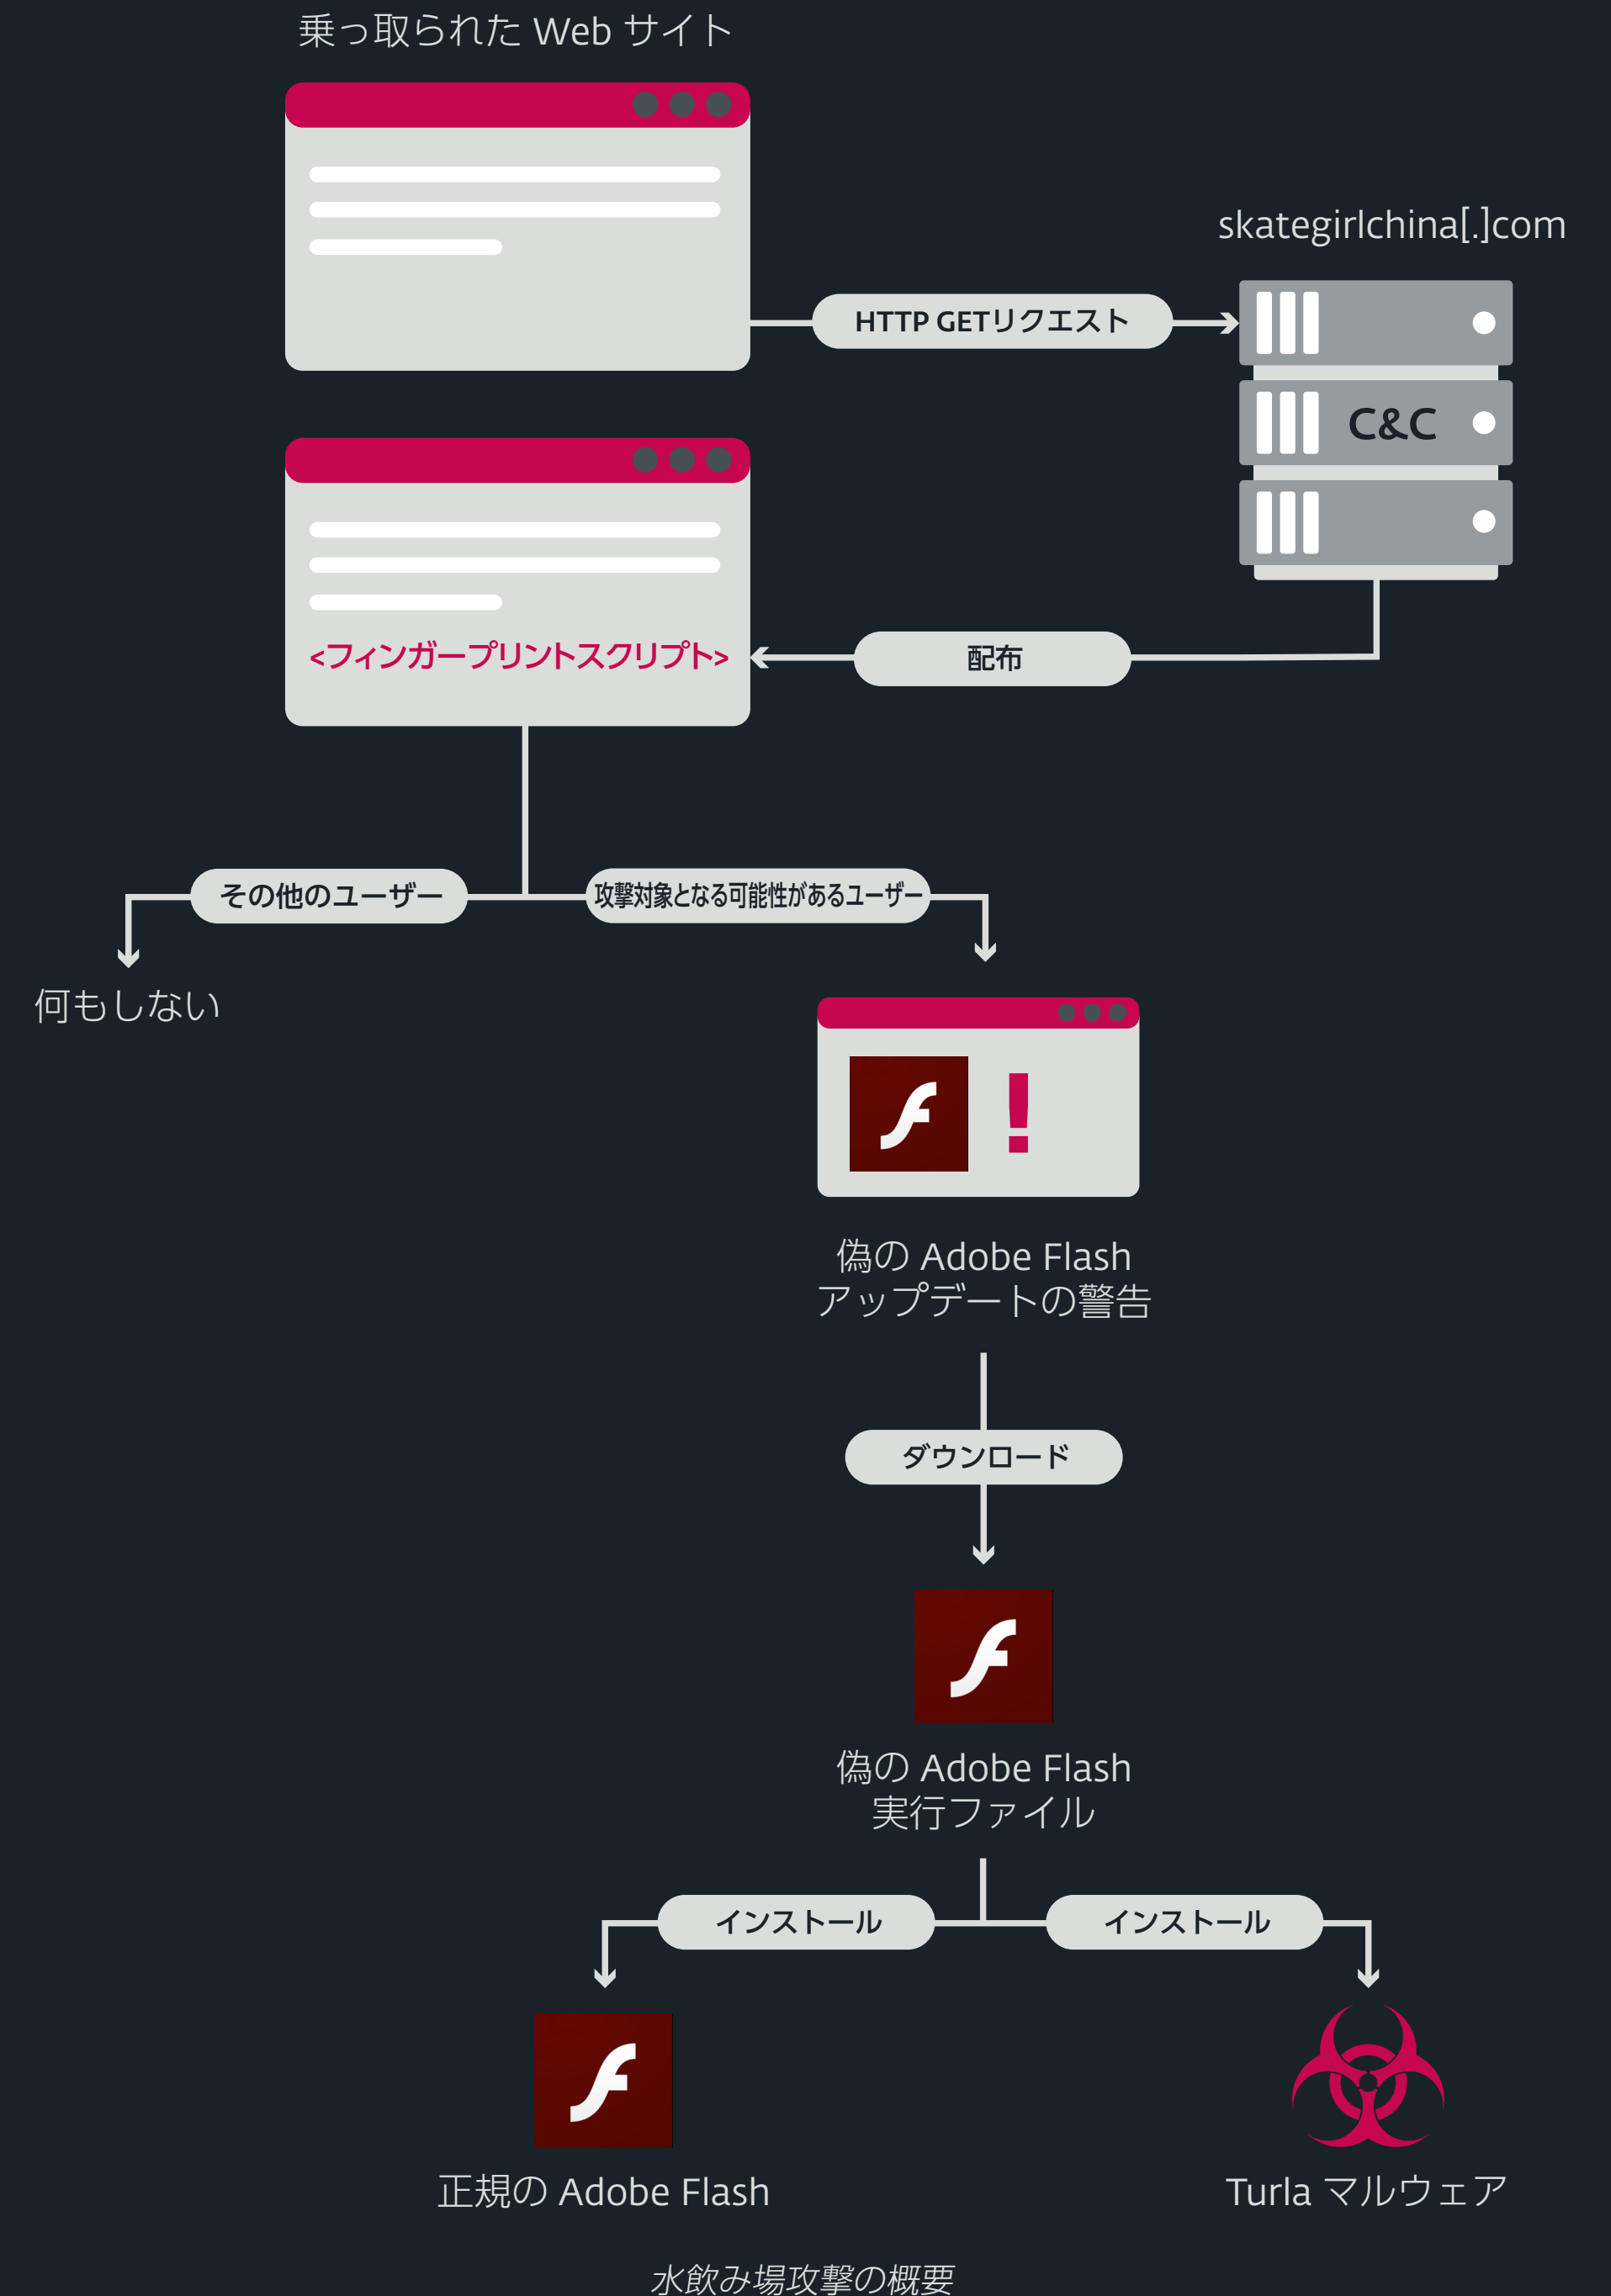 乗っ取られた Web サイト
skategirlchina[.]com
HTTP GETリクエスト
C&C
<フィンガープリントスクリプト>
配布
その他のユーザー
攻撃対象となる可能性があるユーザー
何もしない
!
偽の Adobe Flash
アップデートの警告
ダウンロード
偽の Adobe Flash
実行ファイル
インストール
インストール
正規の Adobe Flash
Turla マルウェア
水飲み場攻撃の概要